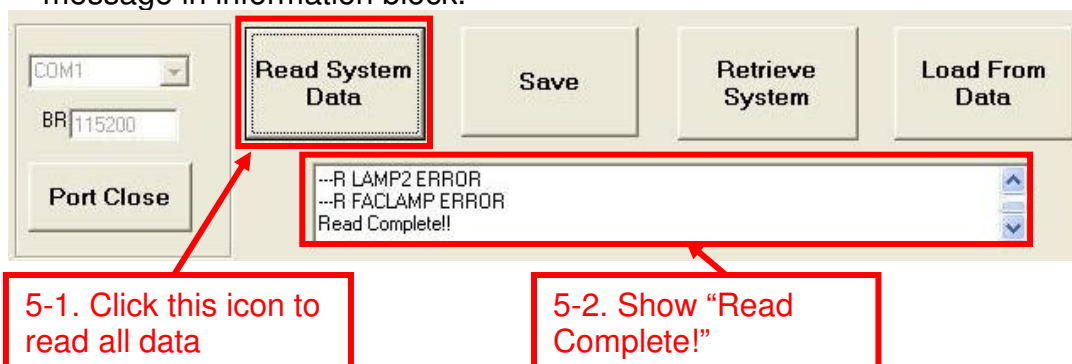 message in information block.
COM1
BR 115200
Port Close
Read System
Data
Save
Retrieve
System
Load From
Data
---R LAMP2 ERROR
---R FACLAMP ERROR
Read Complete!!
5-1. Click this icon to
read all data
5-2. Show “Read
Complete!”